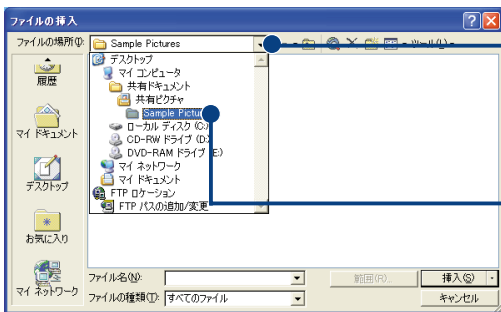 ファイルの挿入
ファイルの場所(I):
Sample Pictures
ツール(L)
デスクトップ
マイ コンピュータ
共有ドキュメント
共有ピクチャ
Sample Pictur
ローカル ディスク (C:)
CD-RW ドライブ (D:)
DVD-RAM ドライブ (E:)
マイ ネットワーク
マイ ドキュメント
FTP ロケーション
FTP パスの追加/変更
履歴
マイ ドキュメント
デスクトップ
お気に入り
マイ ネットワーク
ファイル名(N):
範囲(R)...
挿入(S)
ファイルの種類(T):
すべてのファイル
キャンセル